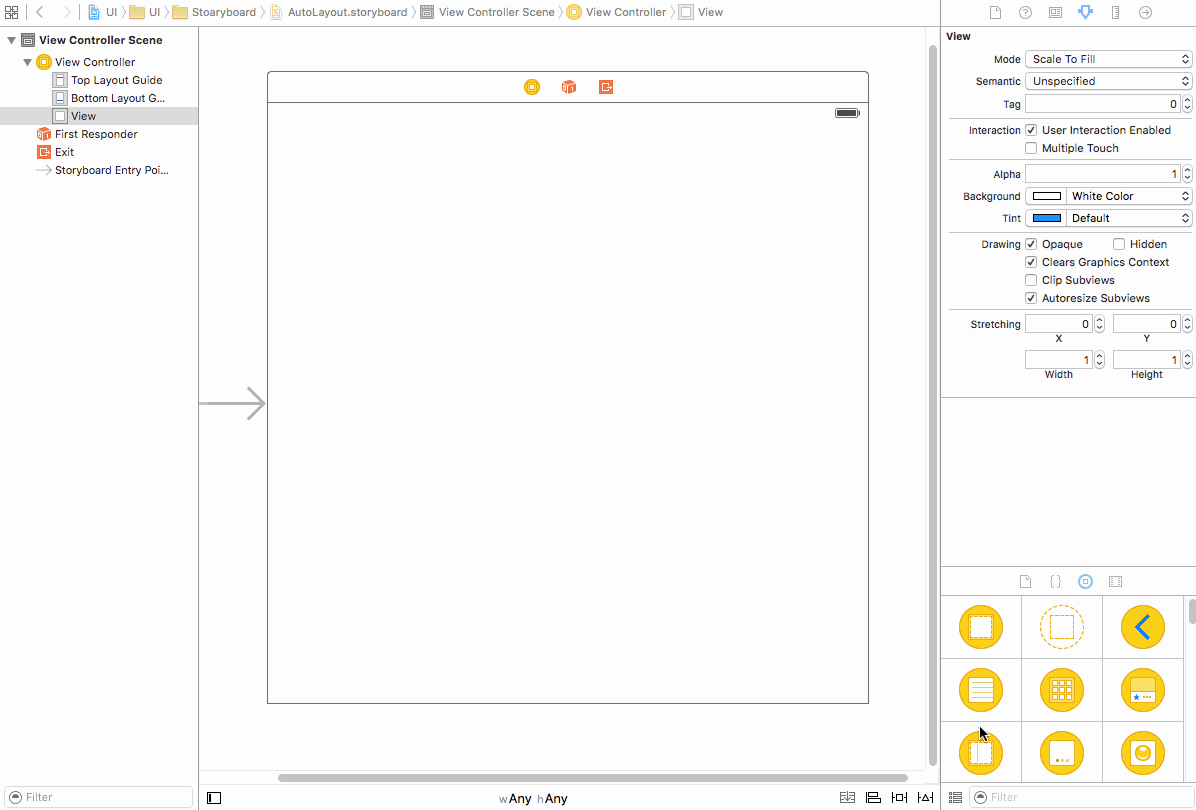 UI UI Stoaryboard AutoLayout.storyboard View Controller Scene View Controller View
View Controller Scene
View Controller
Top Layout Guide
Bottom Layout G...
View
First Responder
Exit
Storyboard Entry Poi...
Filter
wAny hAny
View
Mode Scale To Fill
Semantic Unspecified
Tag 0
Interaction User Interaction Enabled
Multiple Touch
Alpha 1
Background White Color
Tint Default
Drawing Opaque Hidden
Clears Graphics Context
Clip Subviews
Autoresize Subviews
Stretching 0 0
X Y
1 1
Width Height
{}
Filter